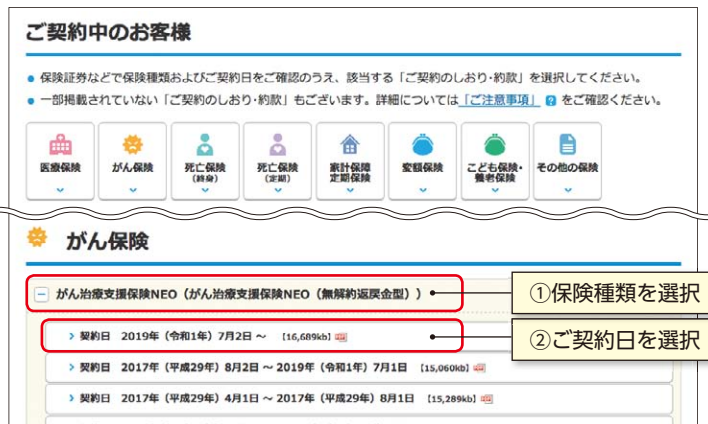 ご契約中のお客様
● 保険証券などで保険種類およびご契約日をご確認のうえ、該当する「ご契約のしおり・約款」を選択してください。
● 一部掲載されていない「ご契約のしおり・約款」もございます。詳細については「ご注意事項」 ? をご確認ください。
医療保険
がん保険
死亡保険
(終身)
死亡保険
(定期)
家計保障
定期保険
変額保険
こども保険・
養老保険
その他の保険
がん保険
がん治療支援保険NEO（がん治療支援保険NEO（無解約返戻金型））
①保険種類を選択
契約日 2019年（令和1年）7月2日 ～ [16,689kb]
②ご契約日を選択
契約日 2017年（平成29年）8月2日 ～ 2019年（令和1年）7月1日 [15,060kb]
契約日 2017年（平成29年）4月1日 ～ 2017年（平成29年）8月1日 [15,289kb]